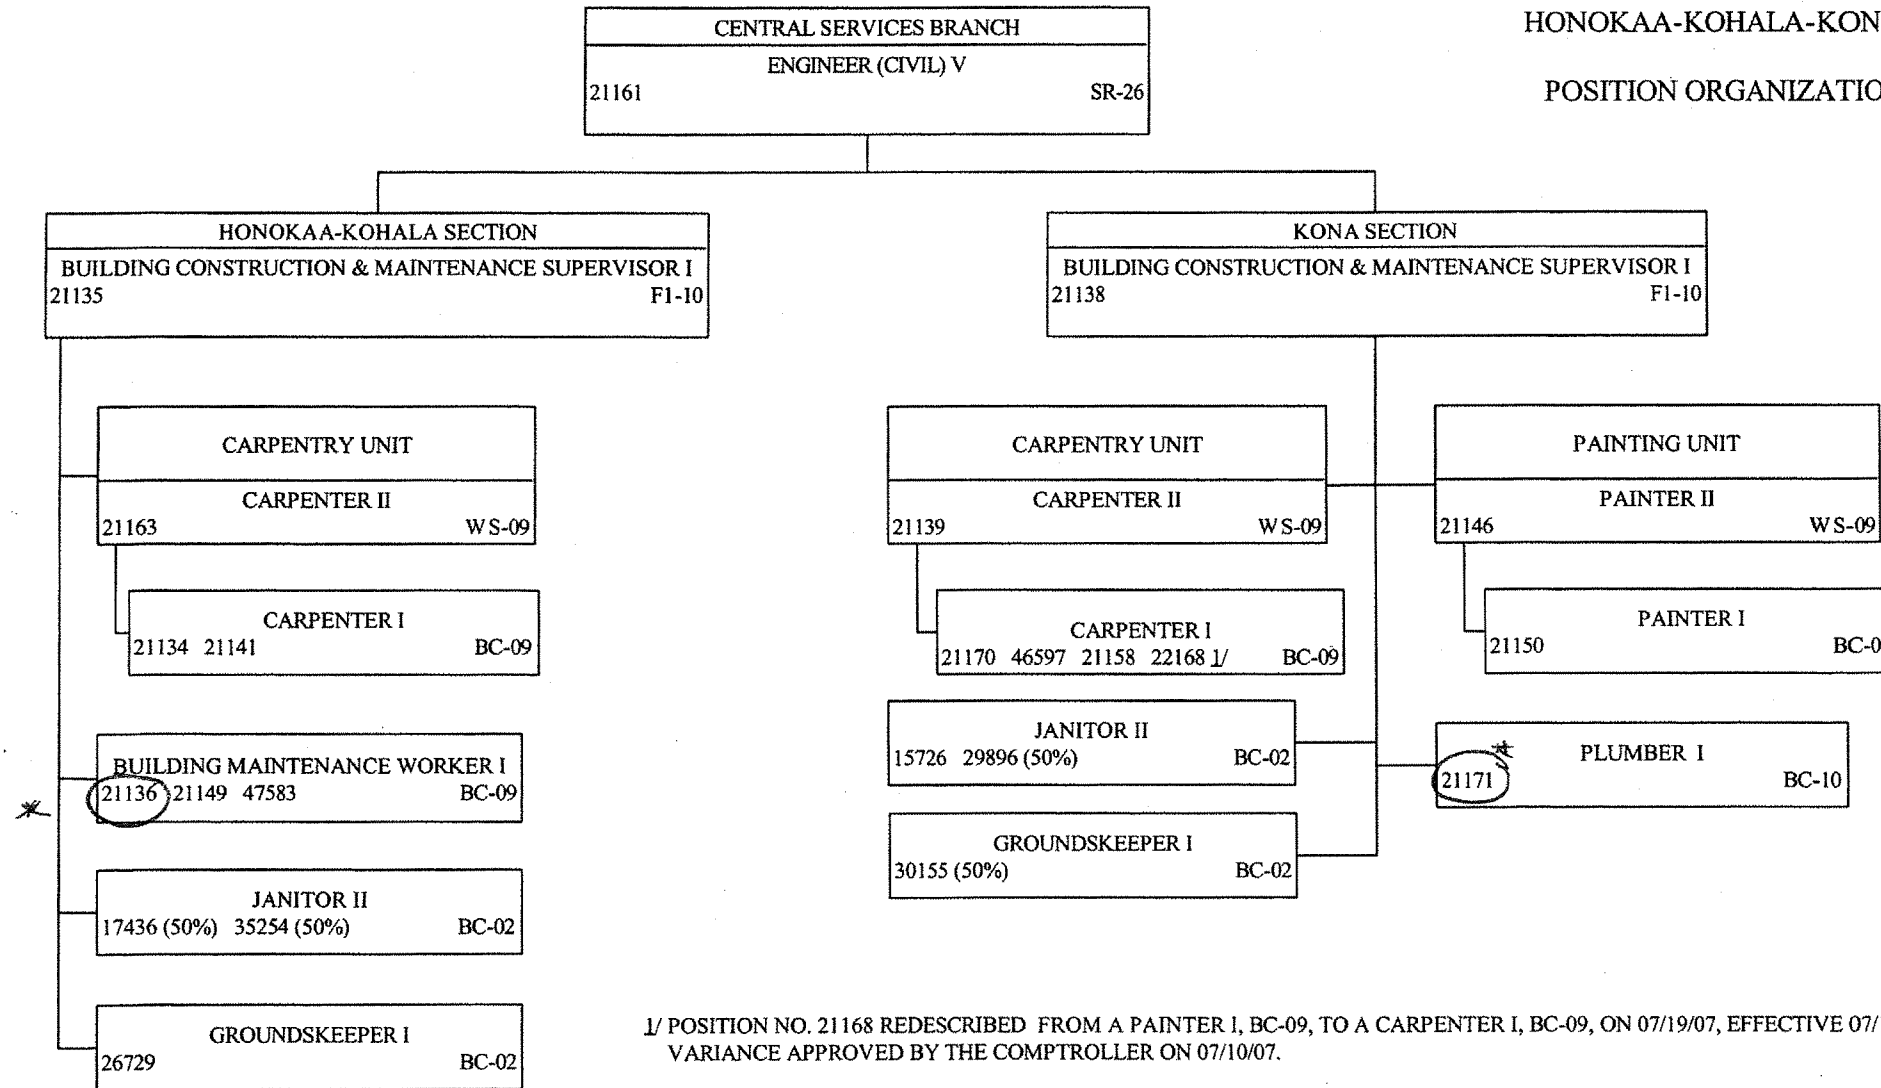 HONOKAA-KOHALA-KON
POSITION ORGANIZATIO
CENTRAL SERVICES BRANCH
ENGINEER (CIVIL) V
21161 SR-26
HONOKAA-KOHALA SECTION
BUILDING CONSTRUCTION & MAINTENANCE SUPERVISOR I
21135 F1-10
KONA SECTION
BUILDING CONSTRUCTION & MAINTENANCE SUPERVISOR I
21138 F1-10
CARPENTRY UNIT
CARPENTER II
21163 WS-09
CARPENTER I
21134 21141 BC-09
BUILDING MAINTENANCE WORKER I
21136 21149 47583 BC-09
*
JANITOR II
17436 (50%) 35254 (50%) BC-02
GROUNDSKEEPER I
26729 BC-02
CARPENTRY UNIT
CARPENTER II
21139 WS-09
CARPENTER I
21170 46597 21158 22168 1/ BC-09
JANITOR II
15726 29896 (50%) BC-02
GROUNDSKEEPER I
30155 (50%) BC-02
PAINTING UNIT
PAINTER II
21146 WS-09
PAINTER I
21150 BC-0
* PLUMBER I
21171 BC-10
1/ POSITION NO. 21168 REDESCRIBED FROM A PAINTER I, BC-09, TO A CARPENTER I, BC-09, ON 07/19/07, EFFECTIVE 07/
VARIANCE APPROVED BY THE COMPTROLLER ON 07/10/07.